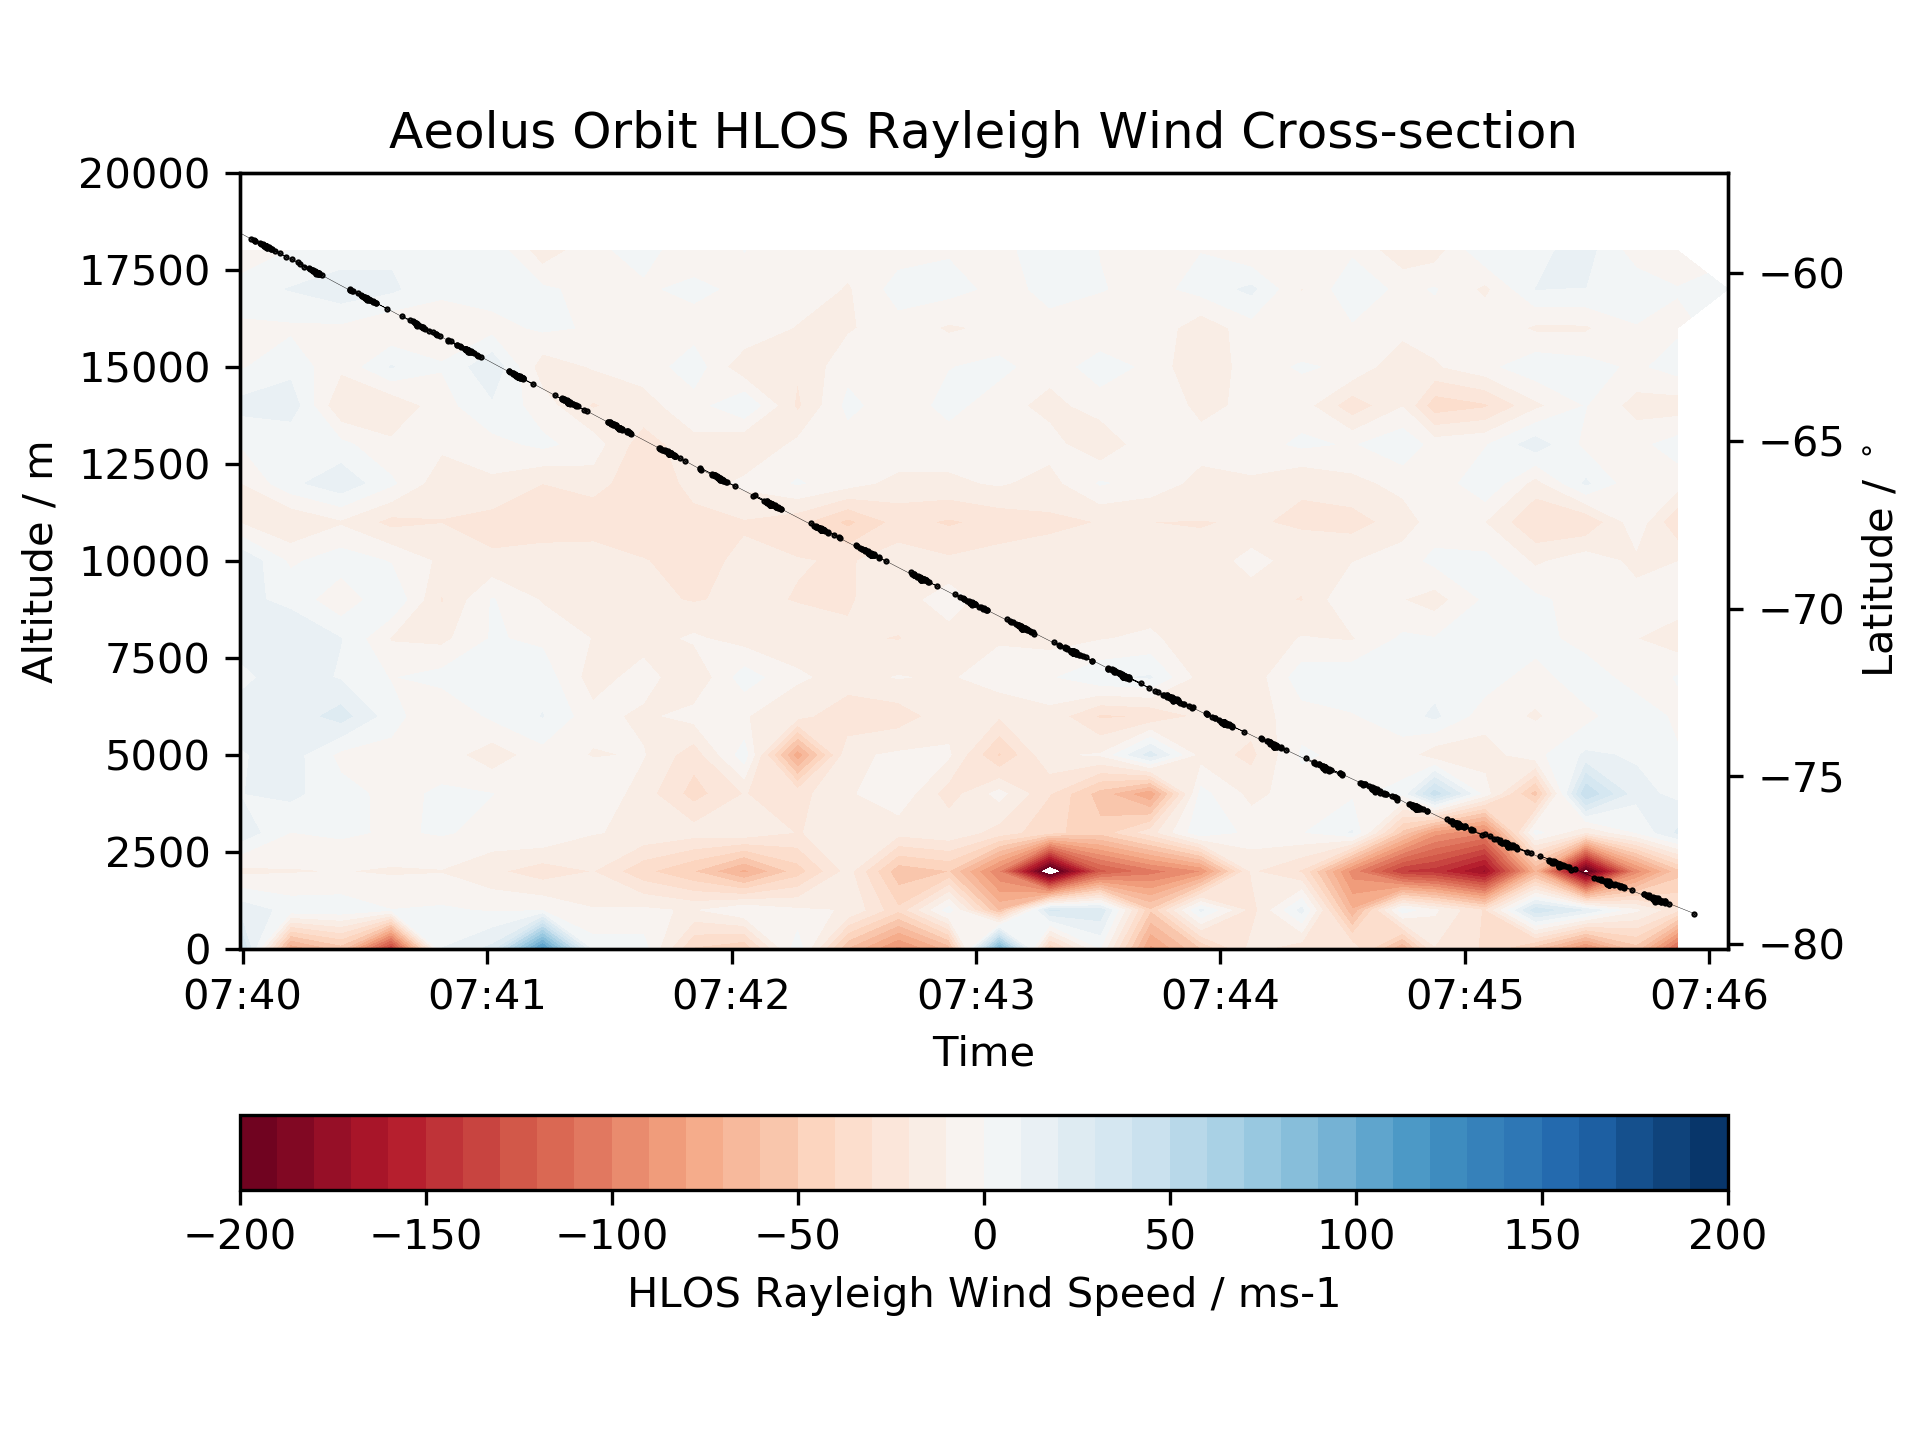 Aeolus Orbit HLOS Rayleigh Wind Cross-section
20000
17500
15000
12500
10000
7500
5000
2500
0
Altitude / m
−60
−65
−70
−75
−80
Latitude / °
07:40 07:41 07:42 07:43 07:44 07:45 07:46
Time
−200 −150 −100 −50 0 50 100 150 200
HLOS Rayleigh Wind Speed / ms-1